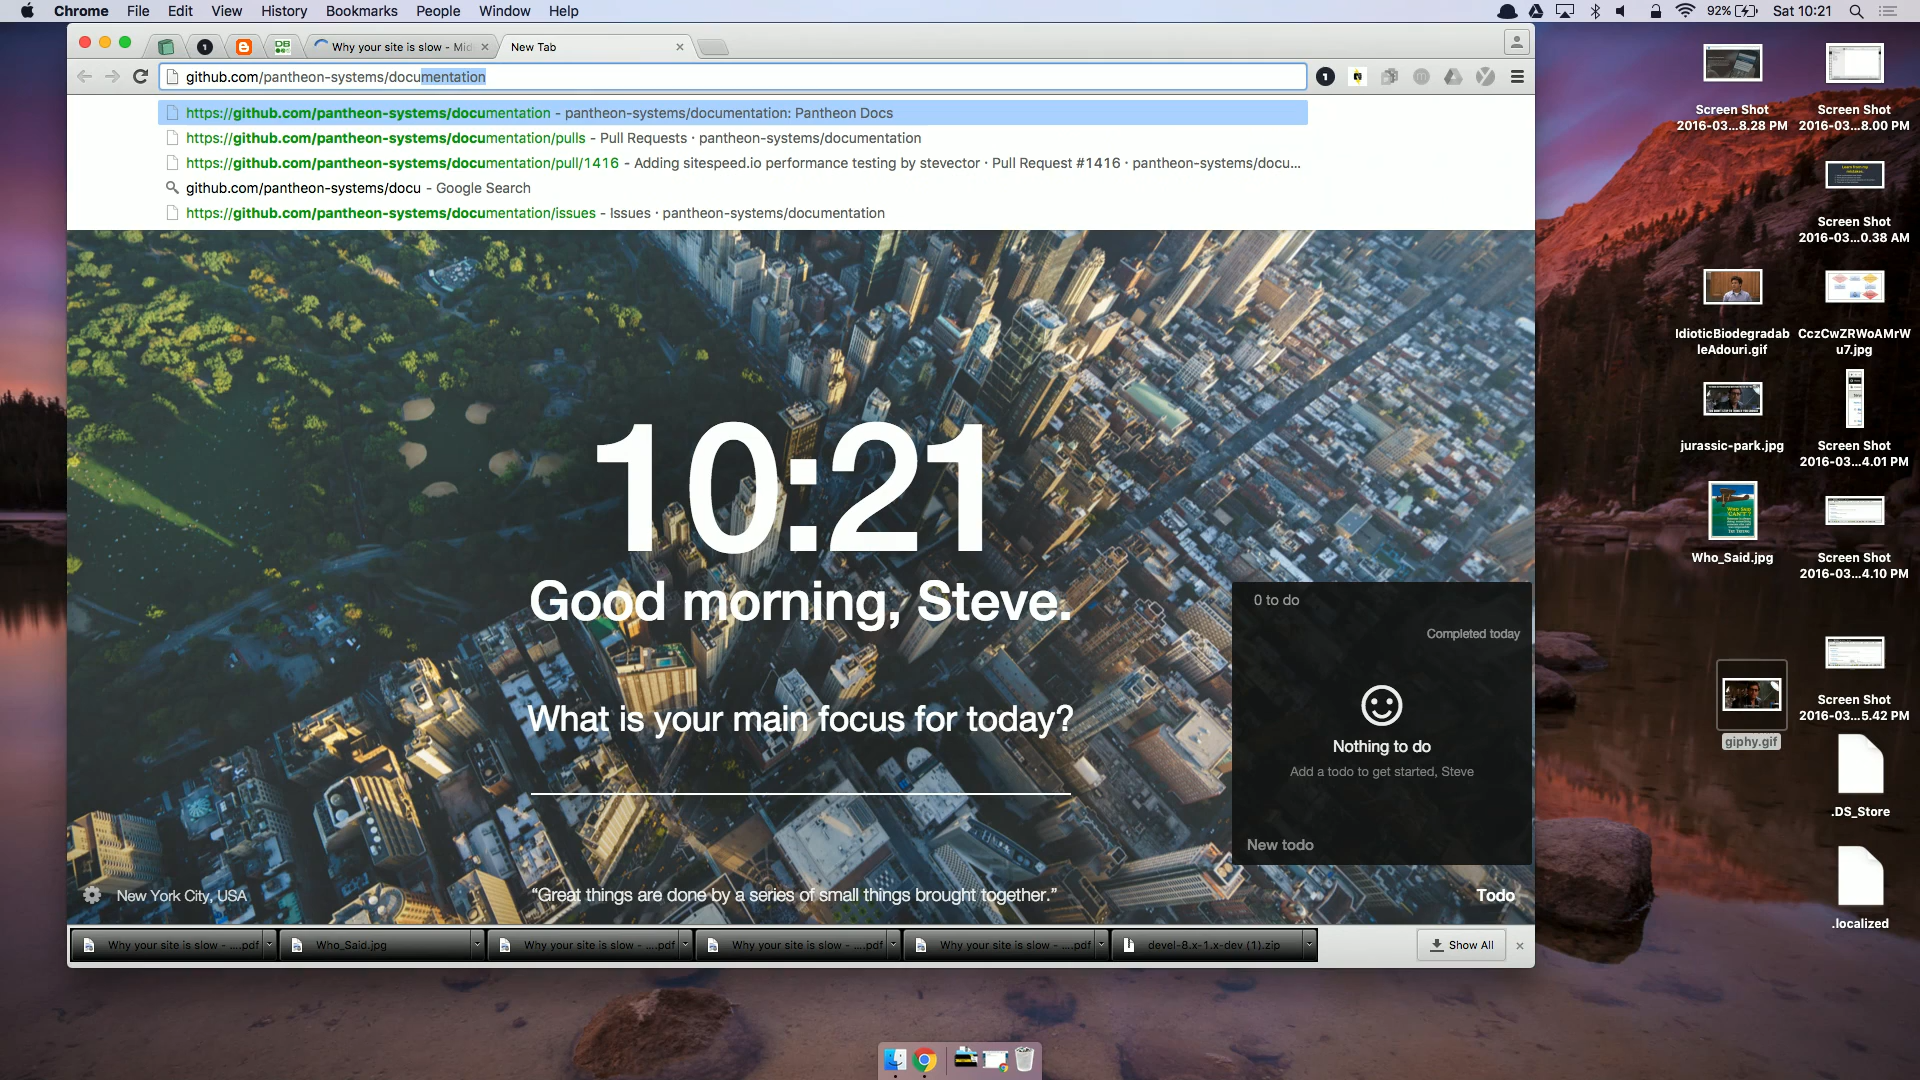 Chrome File Edit View History Bookmarks People Window Help
92% Sat 10:21
Why your site is slow - Mid
New Tab
github.com/pantheon-systems/documentation
https://github.com/pantheon-systems/documentation - pantheon-systems/documentation: Pantheon Docs
https://github.com/pantheon-systems/documentation/pulls - Pull Requests · pantheon-systems/documentation
https://github.com/pantheon-systems/documentation/pull/1416 - Adding sitespeed.io performance testing by stevector · Pull Request #1416 · pantheon-systems/docu...
github.com/pantheon-systems/docu - Google Search
https://github.com/pantheon-systems/documentation/issues - Issues · pantheon-systems/documentation
10:21
Good morning, Steve.
What is your main focus for today?
0 to do
Completed today
Nothing to do
Add a todo to get started, Steve
New todo
New York City, USA
“Great things are done by a series of small things brought together.”
Todo
Why your site is slow - ....pdf
Who_Said.jpg
Why your site is slow - ....pdf
Why your site is slow - ....pdf
Why your site is slow - ....pdf
devel-8.x-1.x-dev (1).zip
Show All
Screen Shot
2016-03...8.28 PM
Screen Shot
2016-03...8.00 PM
Screen Shot
2016-03...0.38 AM
IdioticBiodegradab
leAdouri.gif
CczCwZRWoAMrW
u7.jpg
jurassic-park.jpg
Screen Shot
2016-03...4.01 PM
Who_Said.jpg
Screen Shot
2016-03...4.10 PM
giphy.gif
Screen Shot
2016-03...5.42 PM
.DS_Store
.localized